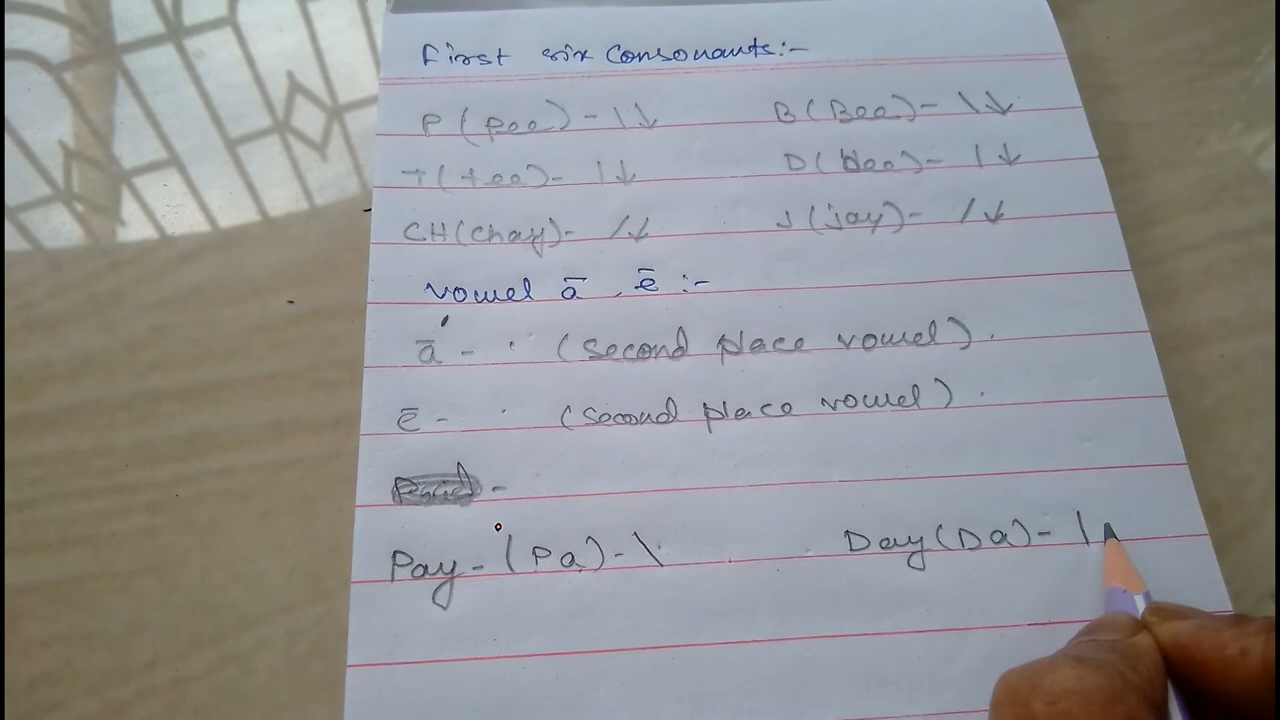 First six consonants:-
P (pee) - \↓ B (Bee) - \↓
T (tee) - |↓ D (dee) - |↓
CH (chay) - /↓ J (jay) - /↓
vowel ā, ē :-
ā - . (second place vowel).
ē - . (second place vowel).
Pay - (Pa) - \ Day (Da) - |